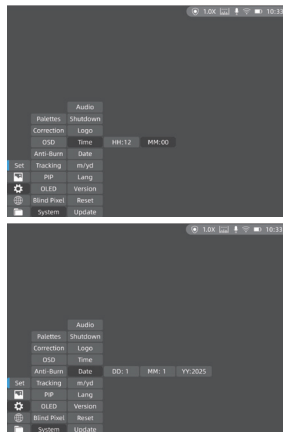 1.0X 10:33
Audio
Palettes Shutdown
Correction Logo
OSD Time HH:12 MM:00
Anti-Burn Date
Set Tracking m/yd
PIP Lang
OLED Version
Blind Pixel Reset
System Update
1.0X 10:33
Audio
Palettes Shutdown
Correction Logo
OSD Time
Anti-Burn Date DD: 1 MM: 1 YY:2025
Set Tracking m/yd
PIP Lang
OLED Version
Blind Pixel Reset
System Update